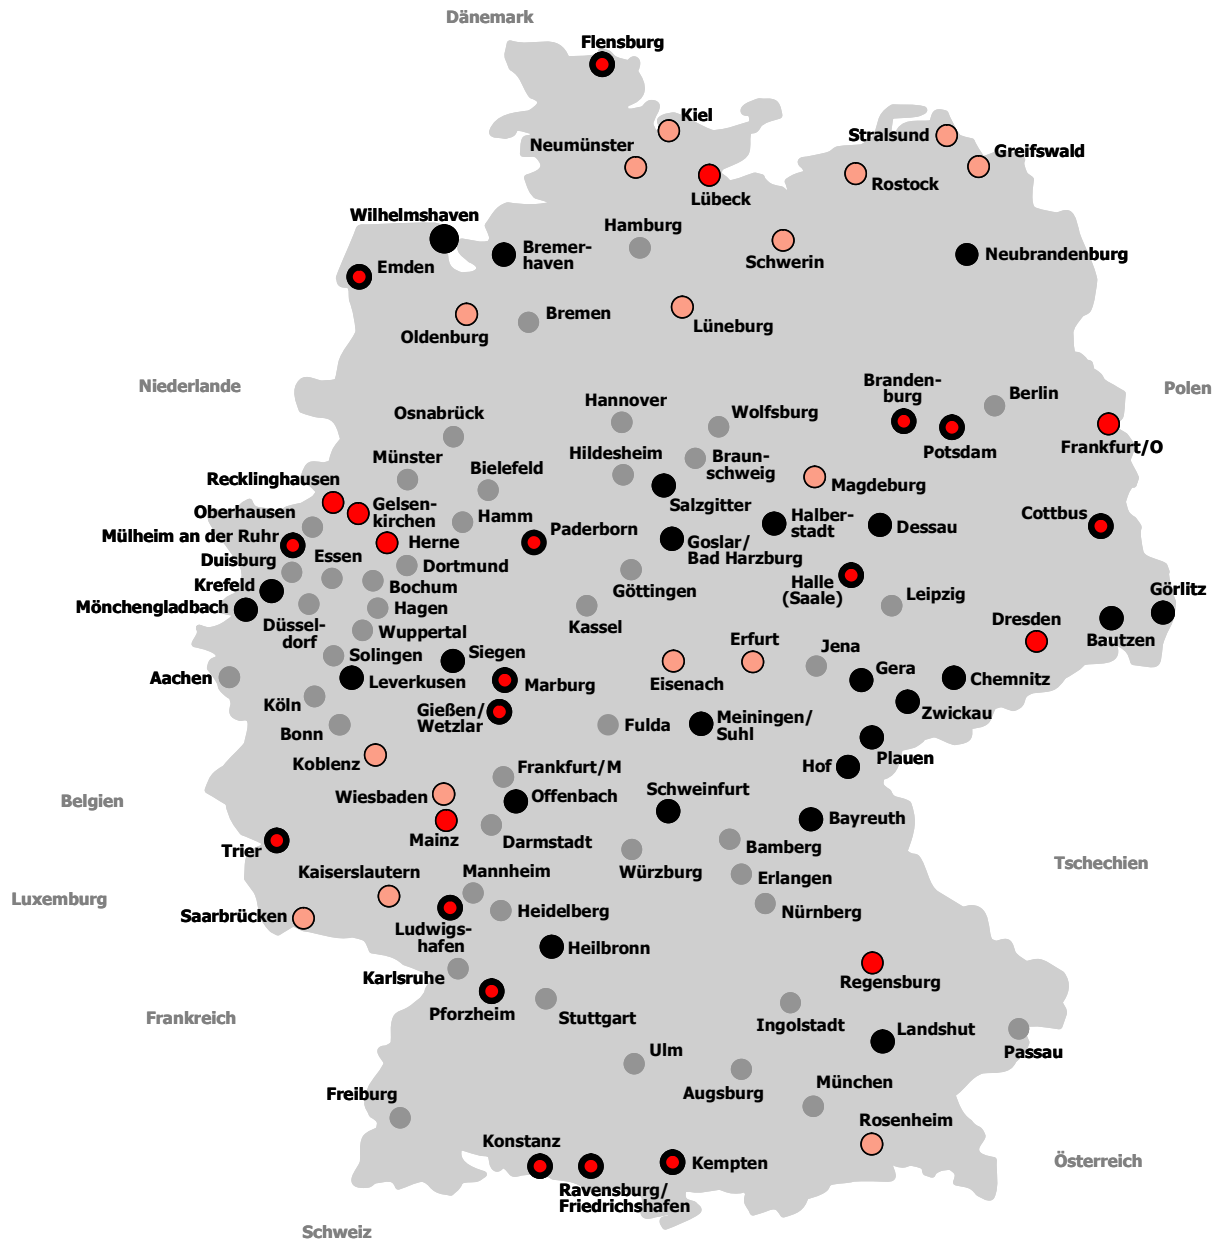 Dänemark
Flensburg
Kiel
Stralsund
Neumünster
Greifswald
Rostock
Lübeck
Wilhelmshaven
Hamburg
Bremer-
haven
Neubrandenburg
Schwerin
Emden
Bremen
Lüneburg
Oldenburg
Niederlande
Polen
Branden-
burg
Berlin
Hannover
Wolfsburg
Osnabrück
Potsdam
Frankfurt/O
Hildesheim
Münster
Braun-
schweig
Bielefeld
Recklinghausen
Magdeburg
Salzgitter
Gelsen-
kirchen
Oberhausen
Hamm
Halber-
stadt
Dessau
Cottbus
Paderborn
Mülheim an der Ruhr
Herne
Goslar/
Bad Harzburg
Essen
Duisburg
Dortmund
Krefeld
Bochum
Göttingen
Halle
(Saale)
Görlitz
Leipzig
Mönchengladbach
Hagen
Düssel-
dorf
Wuppertal
Kassel
Dresden
Bautzen
Erfurt
Jena
Solingen
Siegen
Gera
Aachen
Leverkusen
Marburg
Eisenach
Chemnitz
Köln
Gießen/
Wetzlar
Zwickau
Bonn
Fulda
Meiningen/
Suhl
Plauen
Koblenz
Frankfurt/M
Hof
Wiesbaden
Offenbach
Schweinfurt
Belgien
Bayreuth
Mainz
Darmstadt
Bamberg
Trier
Tschechien
Kaiserslautern
Mannheim
Würzburg
Erlangen
Luxemburg
Saarbrücken
Heidelberg
Nürnberg
Ludwigs-
hafen
Heilbronn
Karlsruhe
Regensburg
Pforzheim
Frankreich
Stuttgart
Ingolstadt
Landshut
Ulm
Passau
München
Augsburg
Freiburg
Rosenheim
Konstanz
Kempten
Österreich
Ravensburg/
Friedrichshafen
Schweiz